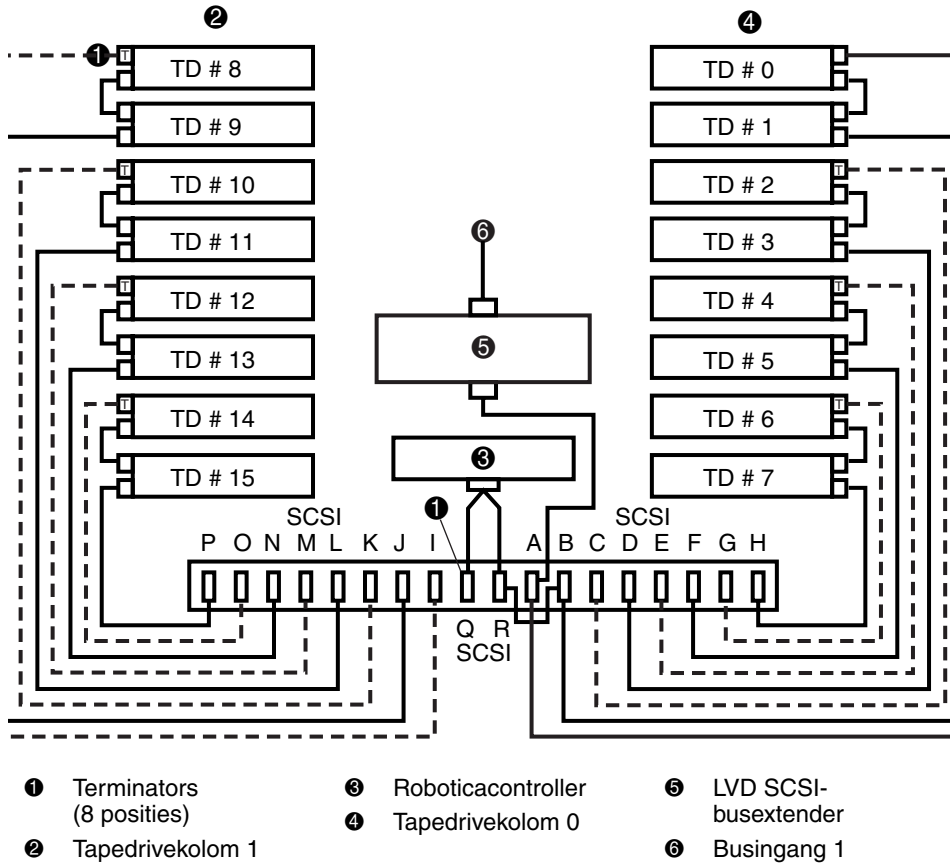 ❷ ❹
❶ T
TD # 8 TD # 0
TD # 9 TD # 1
T TD # 10 TD # 2 T
TD # 11 TD # 3
❻
T TD # 12 TD # 4 T
❺
TD # 13 TD # 5
T TD # 14 TD # 6 T
❸
TD # 15 TD # 7
❶
SCSI SCSI
P O N M L K J I A B C D E F G H
Q R
SCSI
❶ Terminators
(8 posities)
❷ Tapedrivekolom 1
❸ Roboticacontroller
❹ Tapedrivekolom 0
❺ LVD SCSI-
busextender
❻ Busingang 1